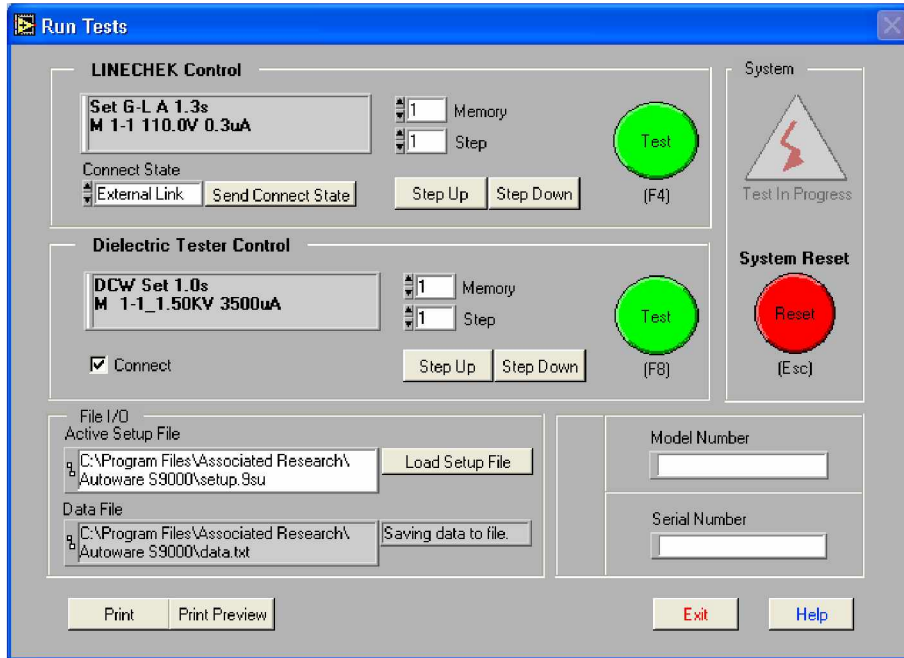 Run Tests
LINECHEK Control
System
Set G-L A 1.3s
M 1-1 110.0V 0.3uA
1 Memory
1 Step
Test
Connect State
External Link
Send Connect State
Step Up
Step Down
(F4)
Test In Progress
Dielectric Tester Control
System Reset
DCW Set 1.0s
M 1-1_1.50KV 3500uA
1 Memory
1 Step
Test
Reset
Connect
Step Up
Step Down
(F8)
(Esc)
File I/O
Active Setup File
C:\Program Files\Associated Research\
Autoware S9000\setup.9su
Load Setup File
Model Number
Data File
C:\Program Files\Associated Research\
Autoware S9000\data.txt
Saving data to file.
Serial Number
Print
Print Preview
Exit
Help